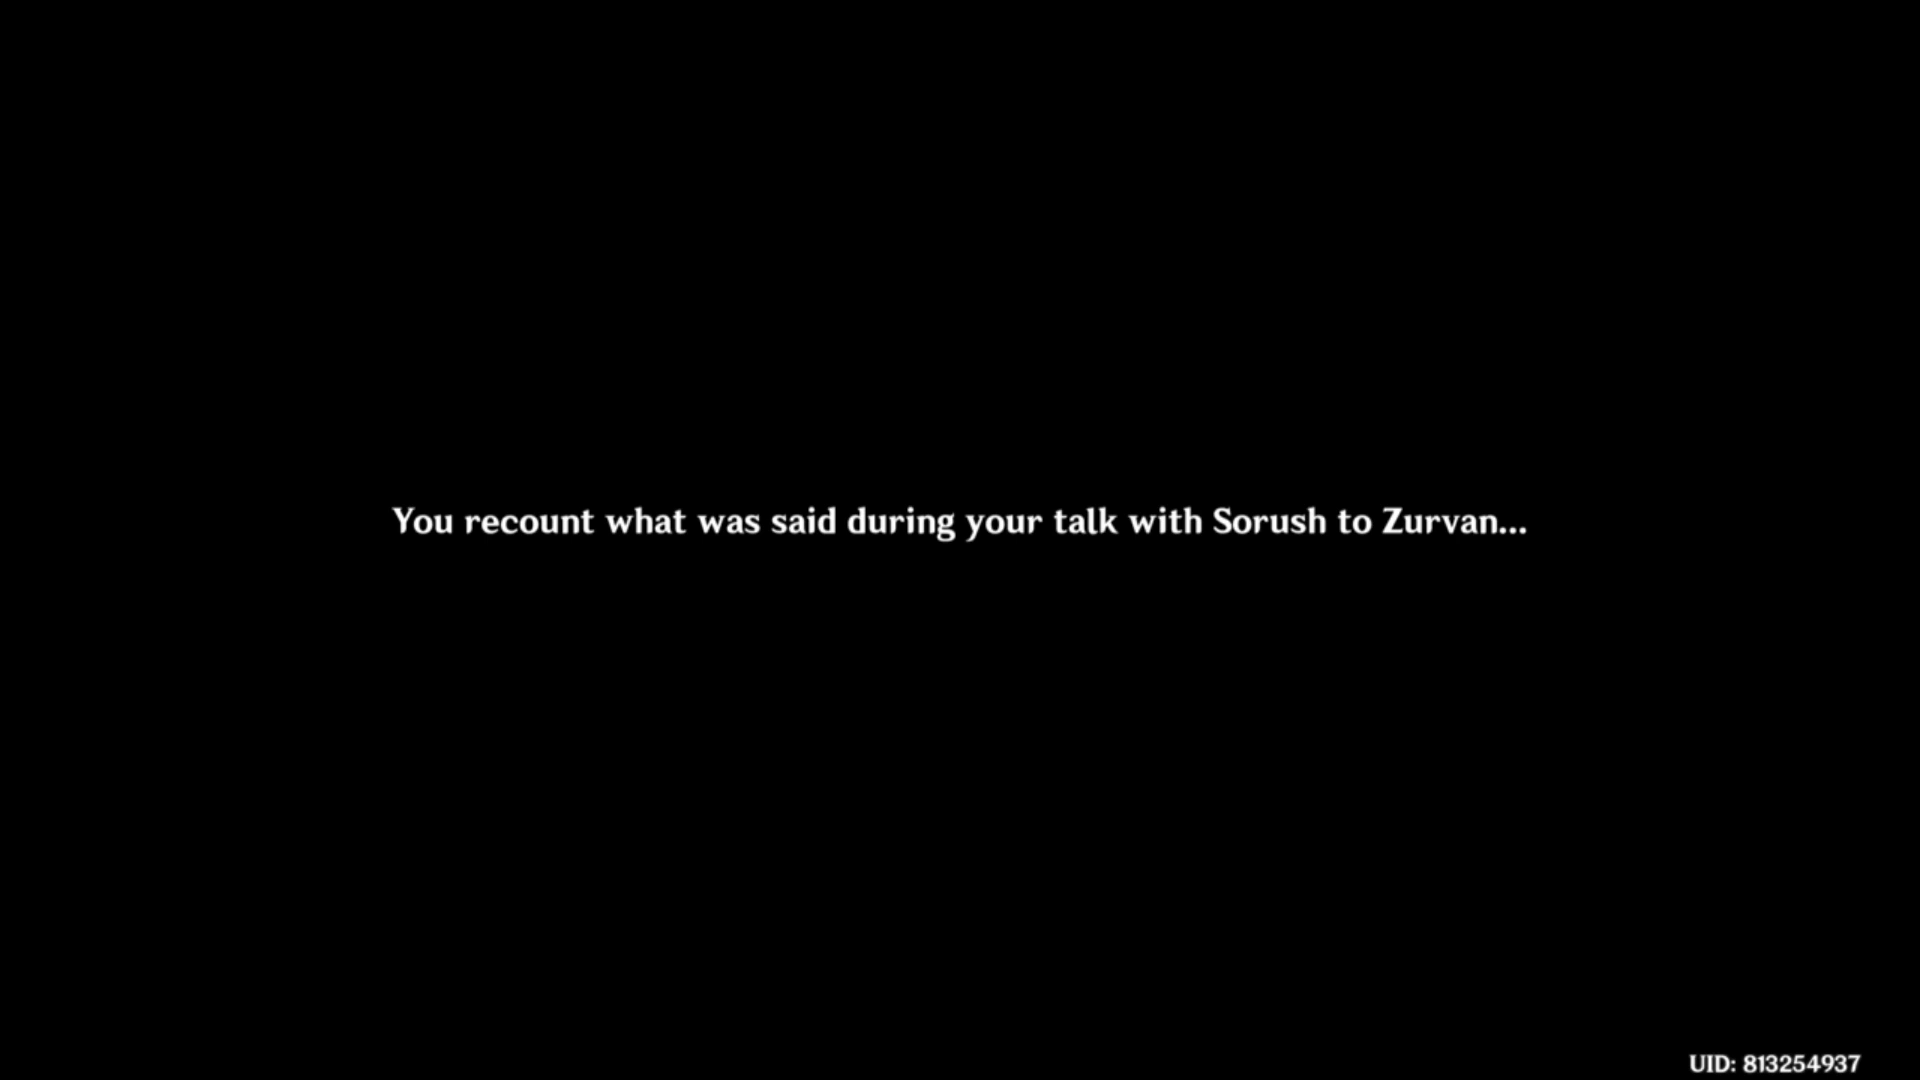 You recount what was said during your talk with Sorush to Zurvan...
UID: 813254937